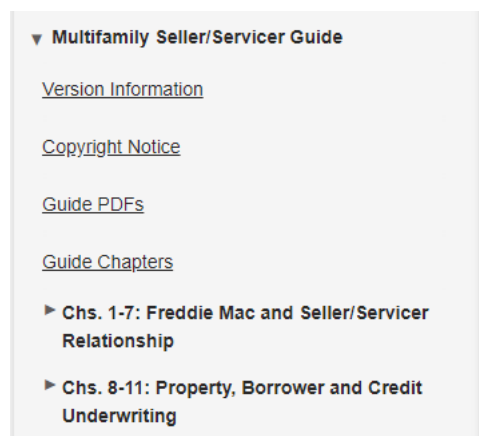 Multifamily Seller/Servicer Guide
Version Information
Copyright Notice
Guide PDFs
Guide Chapters
Chs. 1-7: Freddie Mac and Seller/Servicer
Relationship
Chs. 8-11: Property, Borrower and Credit
Underwriting